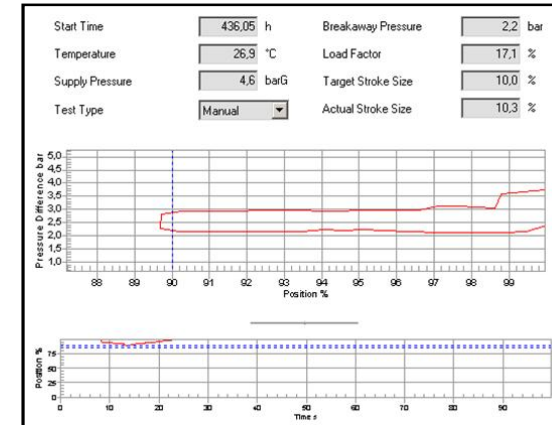 Start Time 436,05 h Breakaway Pressure 2,2 bar
Temperature 26,9 °C Load Factor 17,1 %
Supply Pressure 4,6 barG Target Stroke Size 10,0 %
Test Type Manual Actual Stroke Size 10,3 %
Pressure Difference bar
5,0
4,5
4,0
3,5
3,0
2,5
2,0
1,5
1,0
88 89 90 91 92 93 94 95 96 97 98 99
Position %
Position %
75
50
25
0
0 10 20 30 40 50 60 70 80 90
Time s